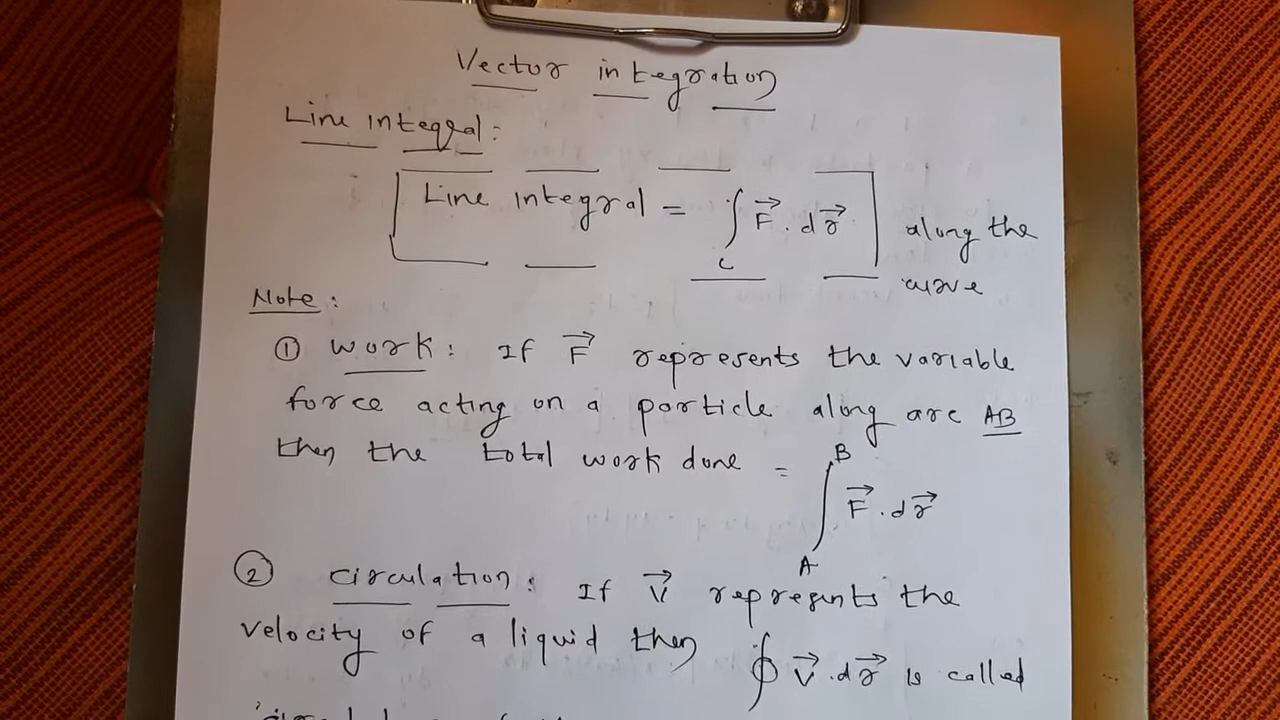 Vector integration
Line integral:
Line integral = ∫_C F⃗ . dr⃗ along the
curve
Note:
① Work: If F⃗ represents the variable
force acting on a particle along arc AB
then the total work done = ∫_A^B F⃗ . dr⃗
② Circulation: If V⃗ represents the
velocity of a liquid then ∮ V⃗ . dr⃗ is called